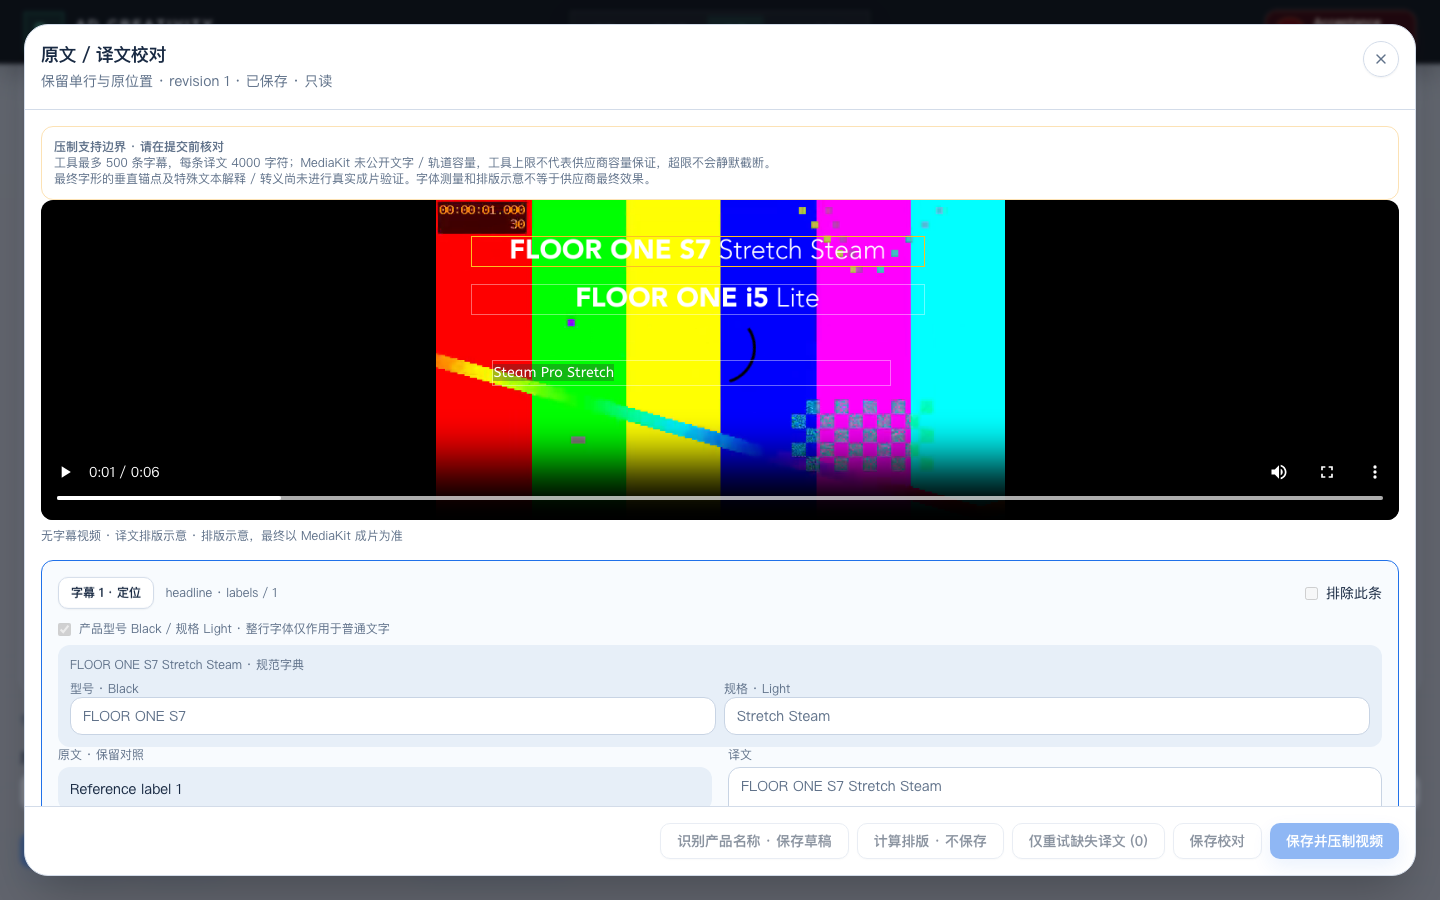 原文 / 译文校对
保留单行与原位置 · revision 1 · 已保存 · 只读
压制支持边界 · 请在提交前核对
工具最多 500 条字幕，每条译文 4000 字符；MediaKit 未公开文字 / 轨道容量，工具上限不代表供应商容量保证，超限不会静默截断。
最终字形的垂直锚点及特殊文本解释 / 转义尚未进行真实成片验证。字体测量和排版示意不等于供应商最终效果。
00:00:01.000
30
FLOOR ONE S7 Stretch Steam
FLOOR ONE i5 Lite
Steam Pro Stretch
0:01 / 0:06
无字幕视频 · 译文排版示意 · 排版示意，最终以 MediaKit 成片为准
字幕 1 · 定位
headline · labels / 1
排除此条
产品型号 Black / 规格 Light · 整行字体仅作用于普通文字
FLOOR ONE S7 Stretch Steam · 规范字典
型号 · Black
规格 · Light
FLOOR ONE S7
Stretch Steam
原文 · 保留对照
译文
Reference label 1
FLOOR ONE S7 Stretch Steam
识别产品名称 · 保存草稿
计算排版 · 不保存
仅重试缺失译文 (0)
保存校对
保存并压制视频